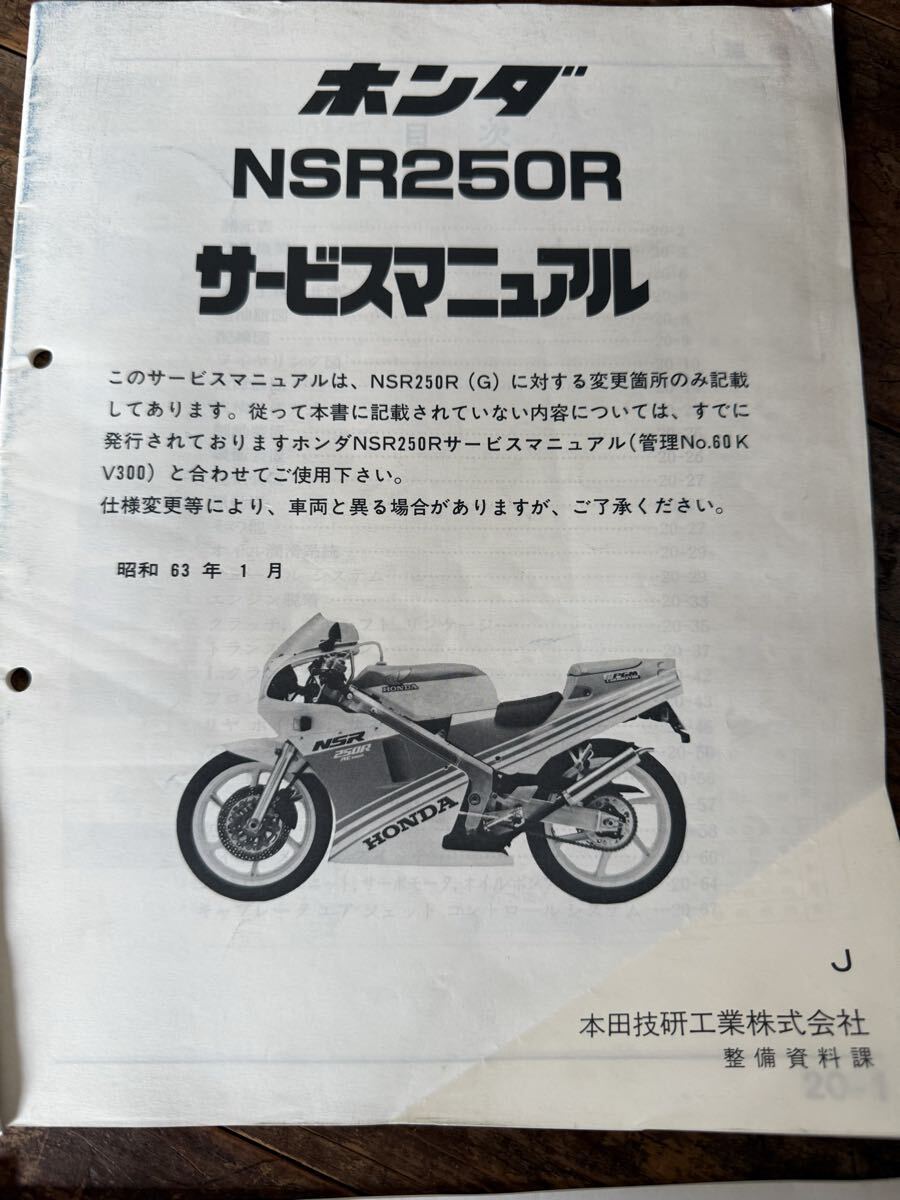 ホンダ
NSR250R
サービスマニュアル
このサービスマニュアルは、NSR250R（G）に対する変更箇所のみ記載
してあります。従って本書に記載されていない内容については、すでに
発行されておりますホンダNSR250Rサービスマニュアル（管理No.60K
V300）と合わせてご使用下さい。
仕様変更等により、車両と異る場合がありますが、ご了承ください。
昭和 63 年 1 月
HONDA
NSR
250R
HONDA
J
本田技研工業株式会社
整備資料課